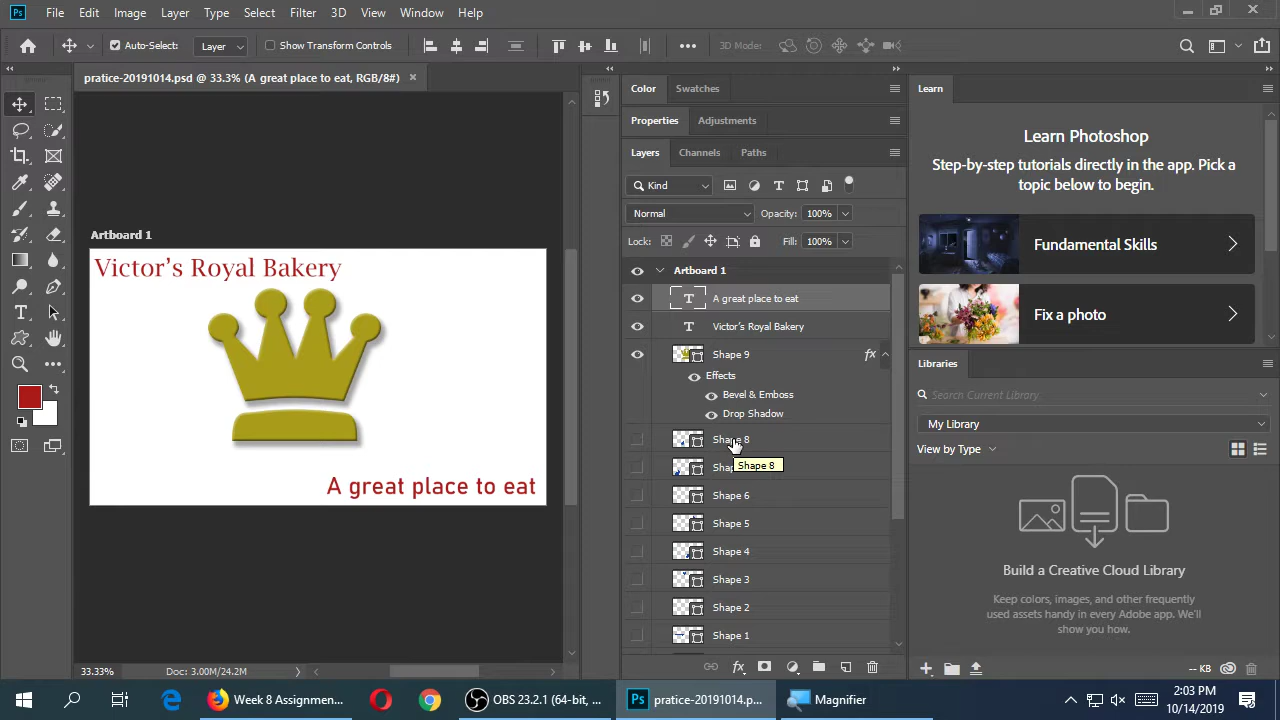 Ps File Edit Image Layer Type Select Filter 3D View Window Help
Auto-Select: Layer Show Transform Controls 3D Mode:
pratice-20191014.psd @ 33.3% (A great place to eat, RGB/8#)
Artboard 1
Victor's Royal Bakery
A great place to eat
33.33% Doc: 3.00M/24.2M
Color Swatches
Properties Adjustments
Layers Channels Paths
Kind
Normal Opacity: 100%
Lock: Fill: 100%
Artboard 1
T A great place to eat
T Victor's Royal Bakery
Shape 9 fx
Effects
Bevel & Emboss
Drop Shadow
Shape 8
Shape 8
Shape 6
Shape 5
Shape 4
Shape 3
Shape 2
Shape 1
fx
Learn
Learn Photoshop
Step-by-step tutorials directly in the app. Pick
a topic below to begin.
Fundamental Skills
Fix a photo
Libraries
Search Current Library
My Library
View by Type
Build a Creative Cloud Library
Keep colors, images, and other frequently
used assets handy in every Adobe app. We'll
show you how.
-- KB
Week 8 Assignmen...
OBS 23.2.1 (64-bit, ...
Ps pratice-20191014.p...
Magnifier
2:03 PM
10/14/2019